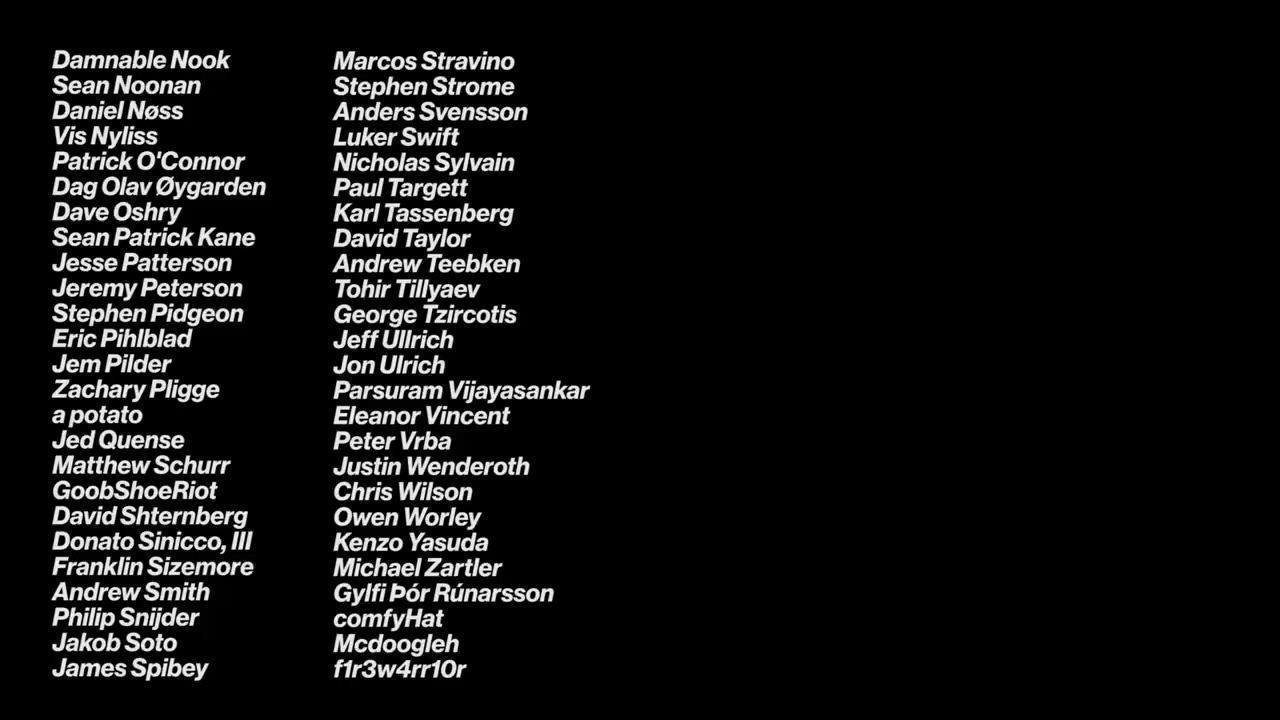 Damnable Nook
Sean Noonan
Daniel Nøss
Vis Nyliss
Patrick O'Connor
Dag Olav Øygarden
Dave Oshry
Sean Patrick Kane
Jesse Patterson
Jeremy Peterson
Stephen Pidgeon
Eric Pihlblad
Jem Pilder
Zachary Pligge
a potato
Jed Quense
Matthew Schurr
GoobShoeRiot
David Shternberg
Donato Sinicco, III
Franklin Sizemore
Andrew Smith
Philip Snijder
Jakob Soto
James Spibey
Marcos Stravino
Stephen Strome
Anders Svensson
Luker Swift
Nicholas Sylvain
Paul Targett
Karl Tassenberg
David Taylor
Andrew Teebken
Tohir Tillyaev
George Tzircotis
Jeff Ullrich
Jon Ulrich
Parsuram Vijayasankar
Eleanor Vincent
Peter Vrba
Justin Wenderoth
Chris Wilson
Owen Worley
Kenzo Yasuda
Michael Zartler
Gylfi Þór Rúnarsson
comfyHat
Mcdoogleh
f1r3w4rr10r